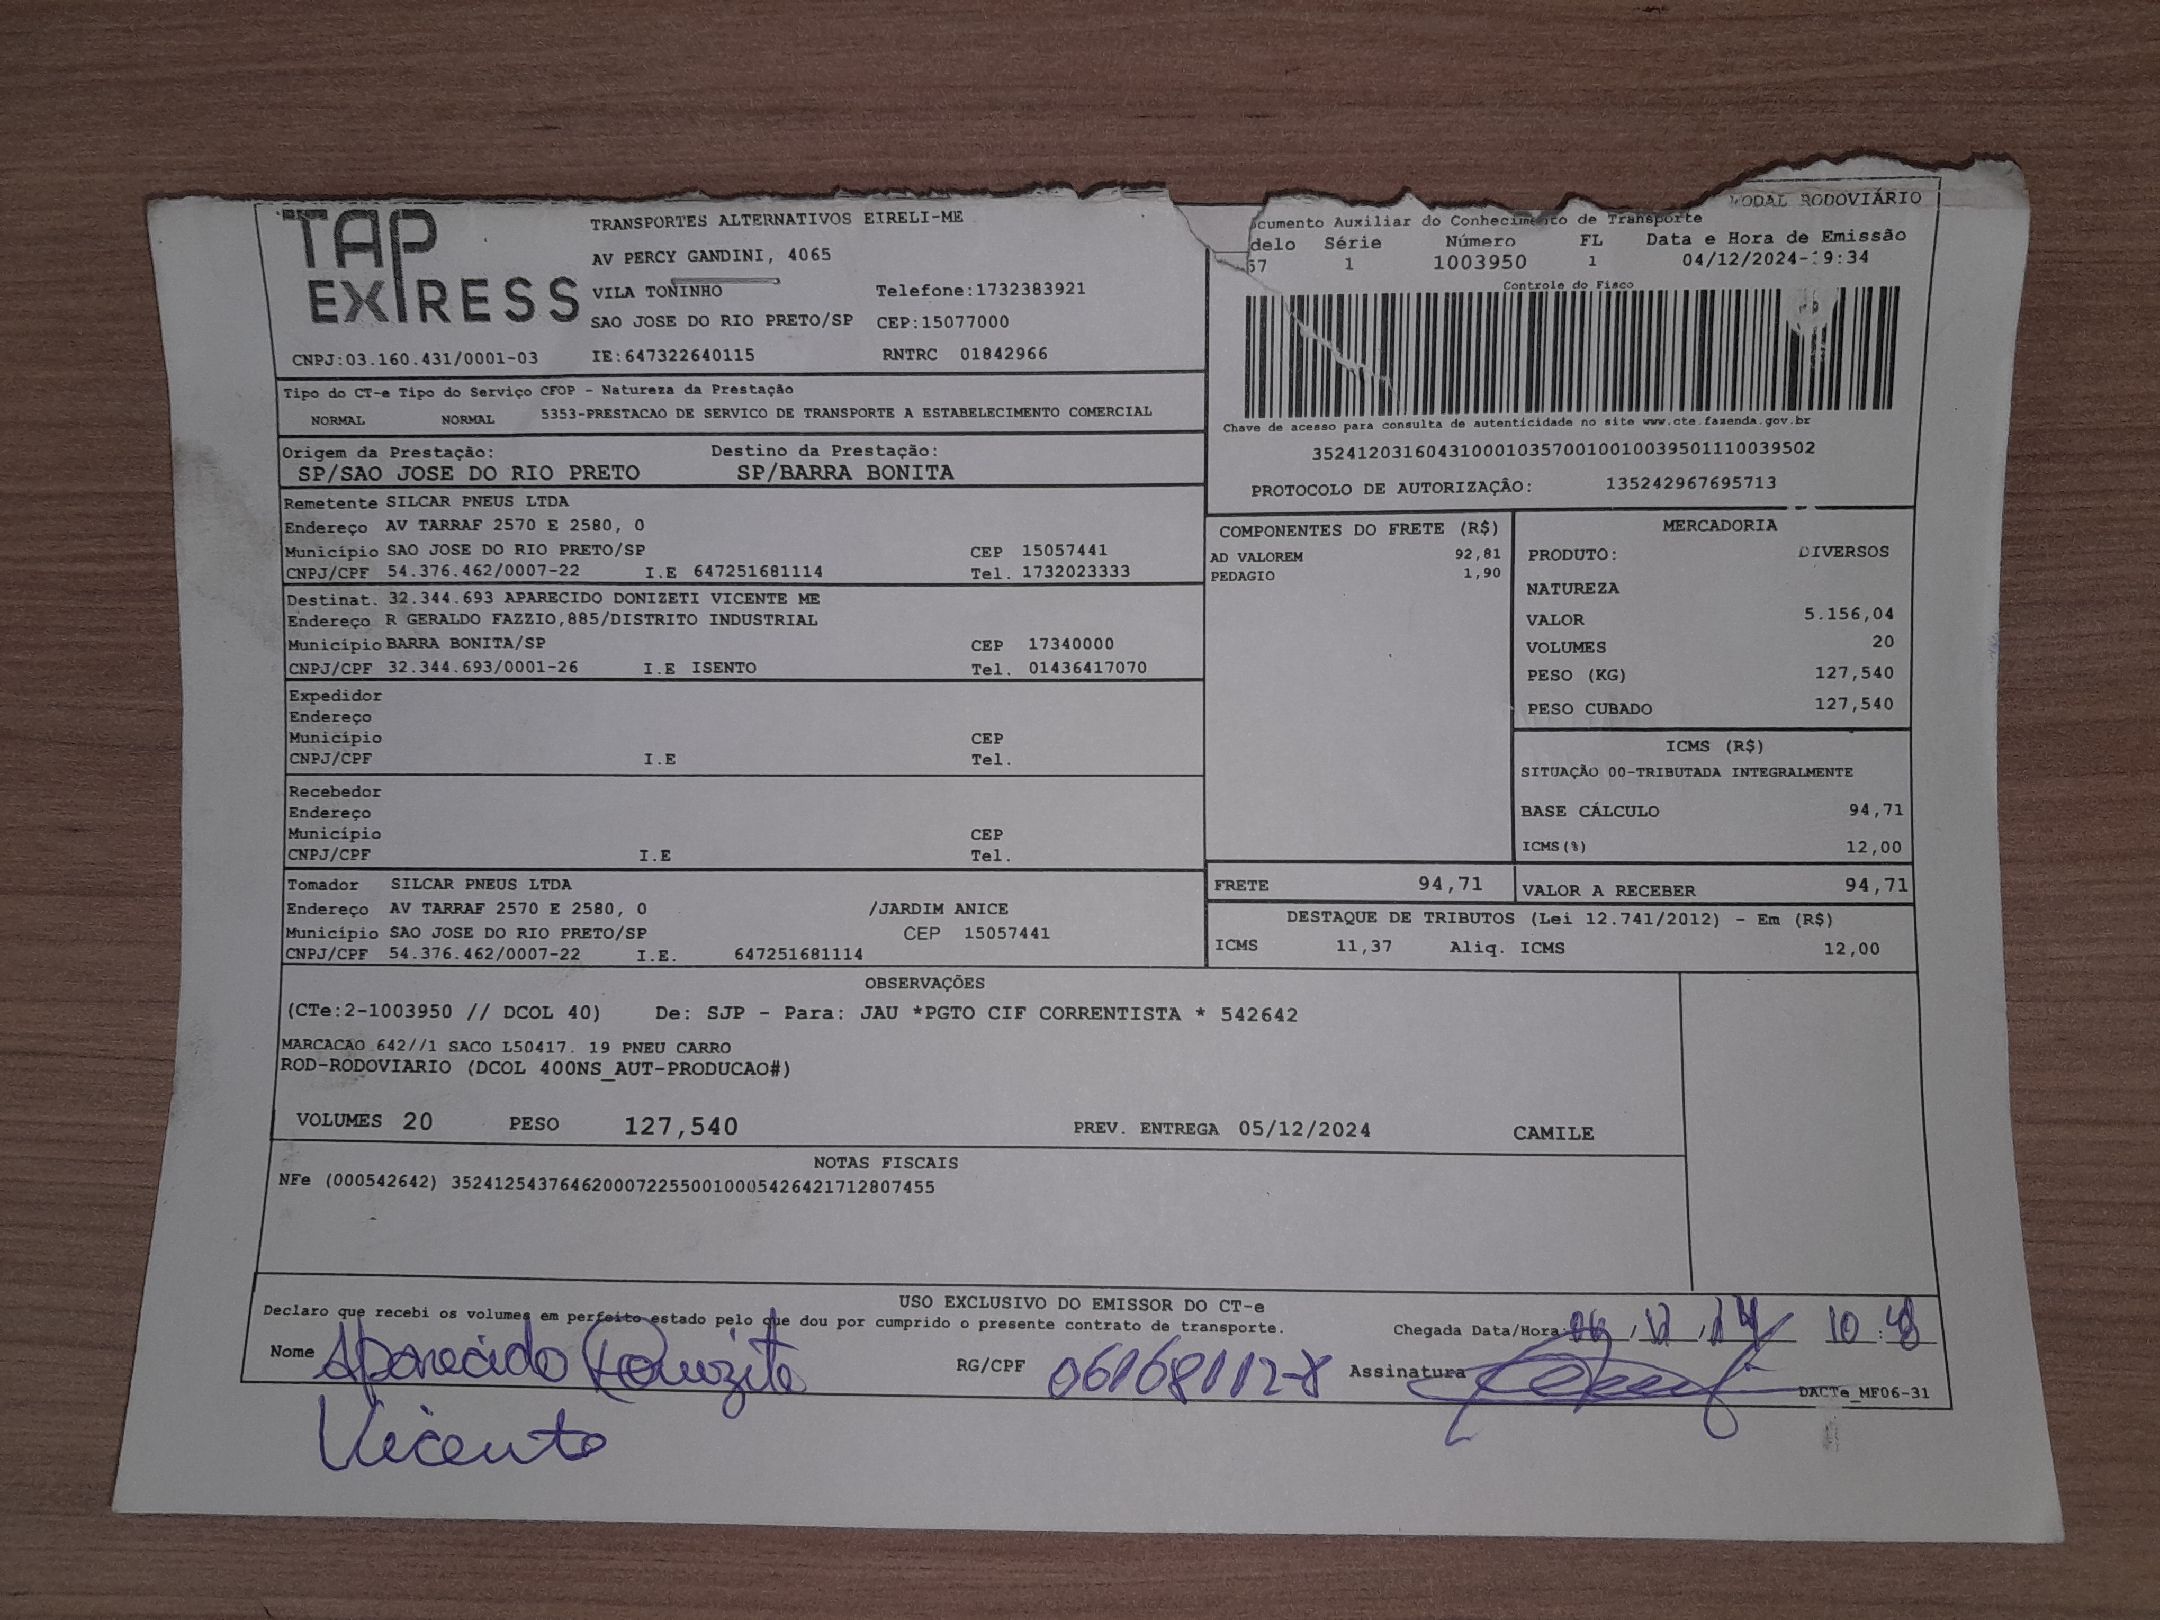 TAP EXPRESS
TRANSPORTES ALTERNATIVOS EIRELI-ME
AV PERCY GANDINI, 4065
VILA TONINHO Telefone:1732383921
SAO JOSE DO RIO PRETO/SP CEP:15077000
CNPJ:03.160.431/0001-03 IE:647322640115 RNTRC 01842966
MODAL RODOVIÁRIO
ocumento Auxiliar do Conhecimento de Transporte
delo Série Número FL Data e Hora de Emissão
57 1 1003950 1 04/12/2024-19:34
Controle do Fisco
Chave de acesso para consulta de autenticidade no site www.cte.fazenda.gov.br
35241203160431000103570010010039501110039502
PROTOCOLO DE AUTORIZAÇÃO: 135242967695713
Tipo do CT-e Tipo do Serviço CFOP - Natureza da Prestação
NORMAL NORMAL 5353-PRESTACAO DE SERVICO DE TRANSPORTE A ESTABELECIMENTO COMERCIAL
Origem da Prestação: Destino da Prestação:
SP/SAO JOSE DO RIO PRETO SP/BARRA BONITA
Remetente SILCAR PNEUS LTDA
Endereço AV TARRAF 2570 E 2580, 0
Município SAO JOSE DO RIO PRETO/SP CEP 15057441
CNPJ/CPF 54.376.462/0007-22 I.E 647251681114 Tel. 1732023333
Destinat. 32.344.693 APARECIDO DONIZETI VICENTE ME
Endereço R GERALDO FAZZIO,885/DISTRITO INDUSTRIAL
Município BARRA BONITA/SP CEP 17340000
CNPJ/CPF 32.344.693/0001-26 I.E ISENTO Tel. 01436417070
Expedidor
Endereço
Município CEP
CNPJ/CPF I.E Tel.
Recebedor
Endereço
Município CEP
CNPJ/CPF I.E Tel.
Tomador SILCAR PNEUS LTDA
Endereço AV TARRAF 2570 E 2580, 0 /JARDIM ANICE
Município SAO JOSE DO RIO PRETO/SP CEP 15057441
CNPJ/CPF 54.376.462/0007-22 I.E. 647251681114
COMPONENTES DO FRETE (R$)
AD VALOREM 92,81
PEDAGIO 1,90
MERCADORIA
PRODUTO: DIVERSOS
NATUREZA
VALOR 5.156,04
VOLUMES 20
PESO (KG) 127,540
PESO CUBADO 127,540
ICMS (R$)
SITUAÇÃO 00-TRIBUTADA INTEGRALMENTE
BASE CÁLCULO 94,71
ICMS(%) 12,00
FRETE 94,71 VALOR A RECEBER 94,71
DESTAQUE DE TRIBUTOS (Lei 12.741/2012) - Em (R$)
ICMS 11,37 Aliq. ICMS 12,00
OBSERVAÇÕES
(CTe:2-1003950 // DCOL 40) De: SJP - Para: JAU *PGTO CIF CORRENTISTA * 542642
MARCACAO 642//1 SACO L50417. 19 PNEU CARRO
ROD-RODOVIARIO (DCOL 400NS_AUT-PRODUCAO#)
VOLUMES 20 PESO 127,540 PREV. ENTREGA 05/12/2024 CAMILE
NOTAS FISCAIS
NFe (000542642) 35241254376462000722550010005426421712807455
USO EXCLUSIVO DO EMISSOR DO CT-e
Declaro que recebi os volumes em perfeito estado pelo que dou por cumprido o presente contrato de transporte.
Chegada Data/Hora: 10:48
Nome Aparecido Donizite RG/CPF 06168112-8 Assinatura
Vicente
DACTe_MF06-31